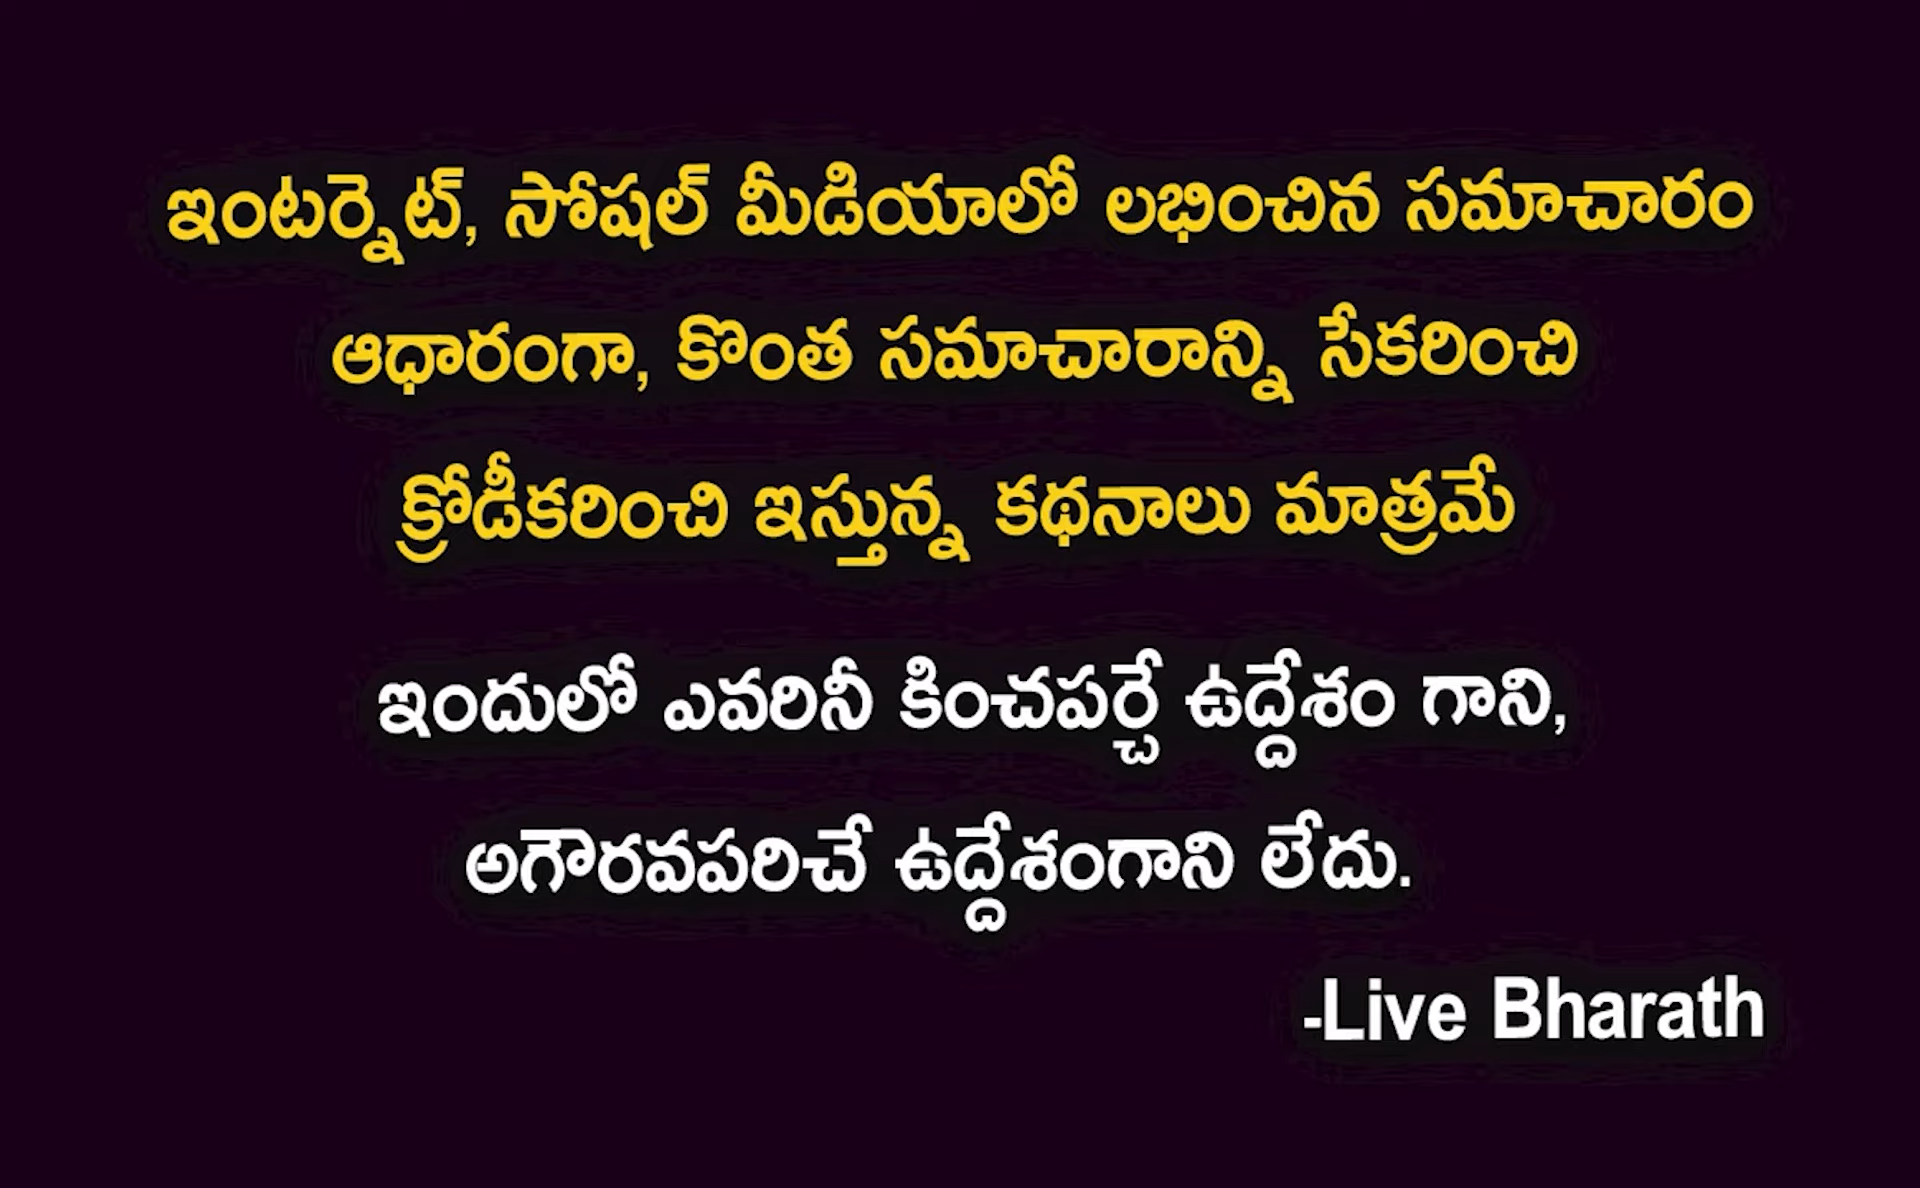 ఇంటర్నెట్, సోషల్ మీడియాలో లభించిన సమాచారం
ఆధారంగా, కొంత సమాచారాన్ని సేకరించి
క్రోడీకరించి ఇస్తున్న కథనాలు మాత్రమే
ఇందులో ఎవరినీ కించపర్చే ఉద్దేశం గాని,
అగౌరవపరిచే ఉద్దేశంగాని లేదు.
-Live Bharath